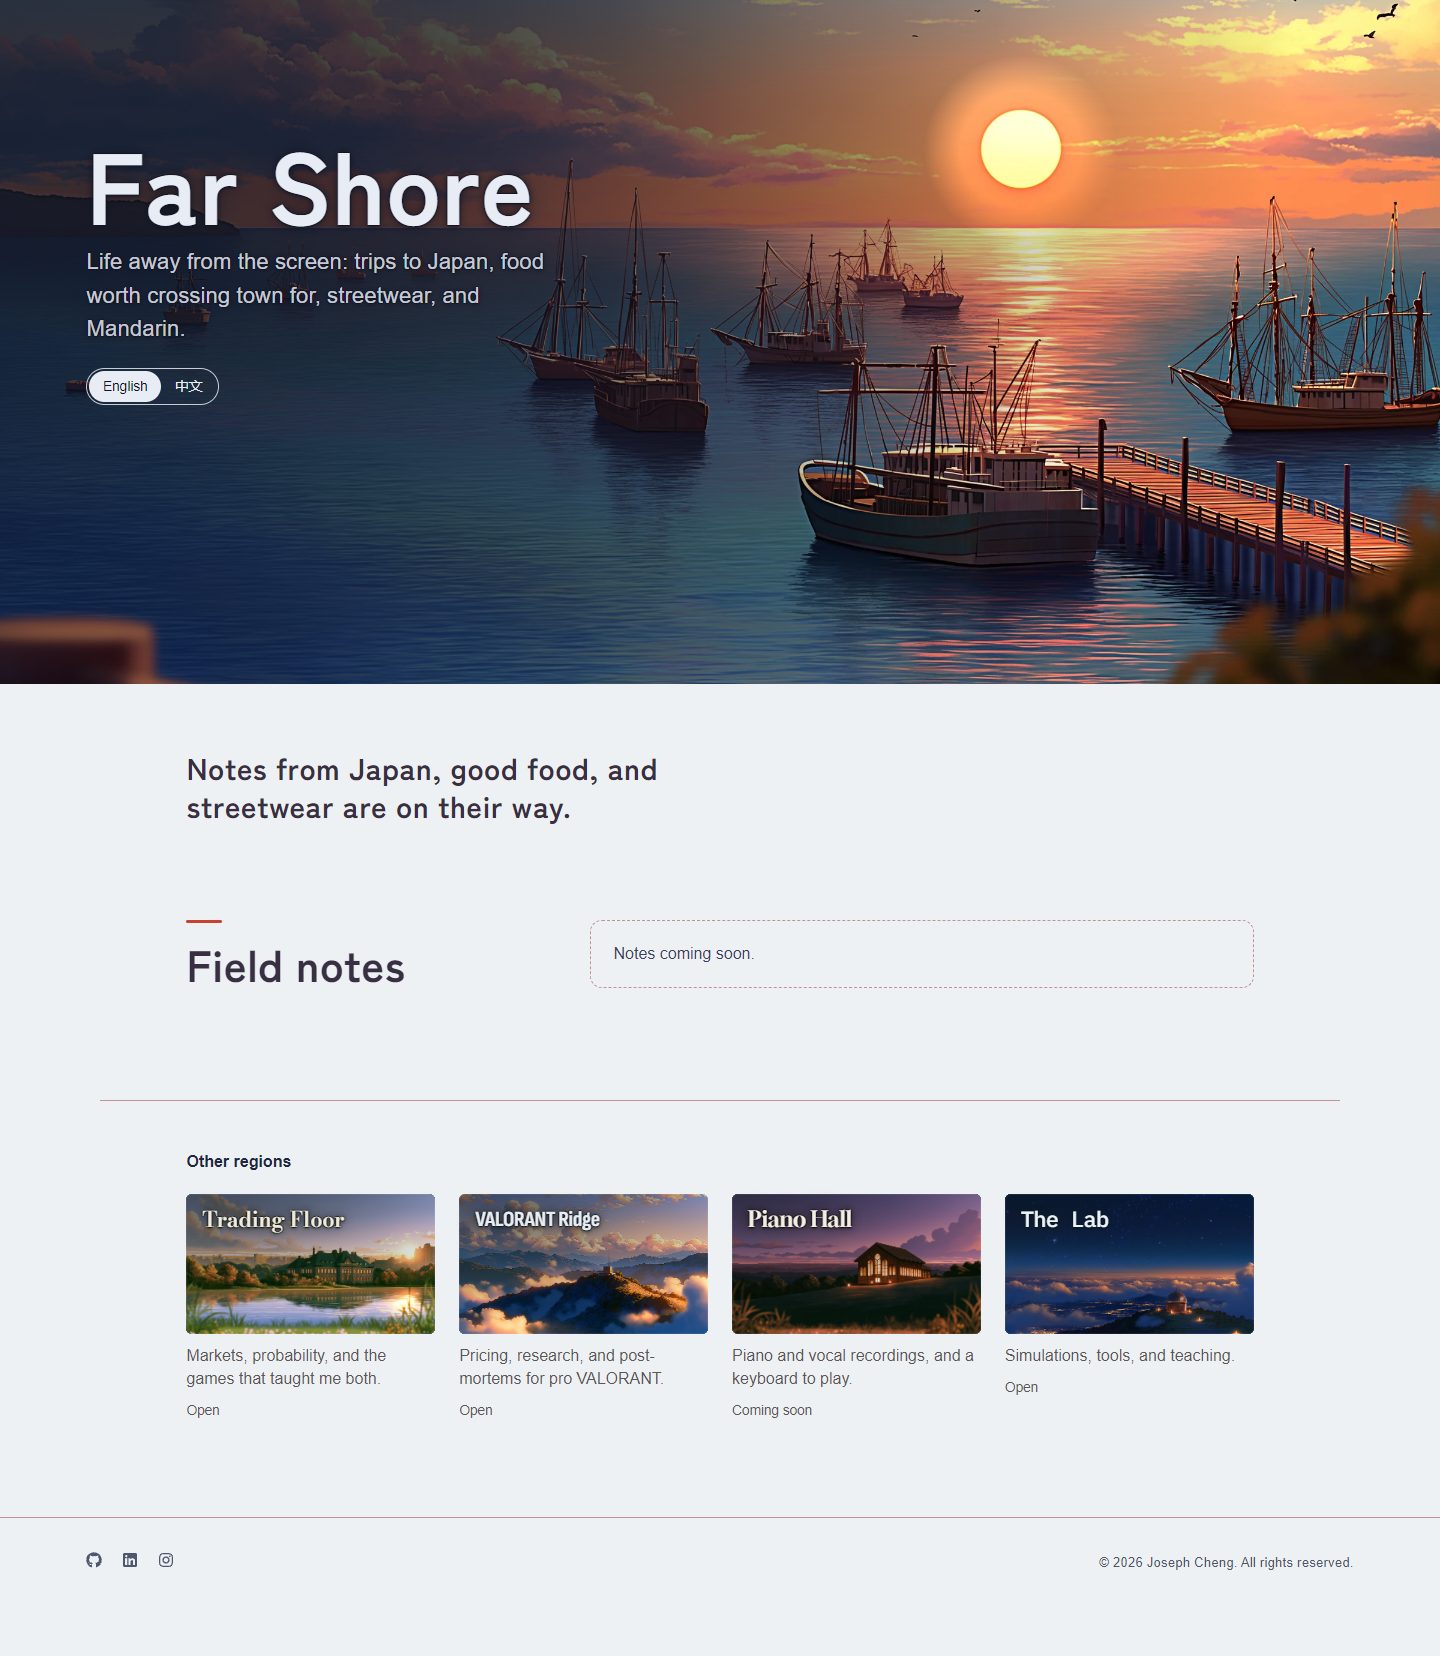 Far Shore
Life away from the screen: trips to Japan, food
worth crossing town for, streetwear, and
Mandarin.
English 中文
Notes from Japan, good food, and
streetwear are on their way.
Field notes
Notes coming soon.
Other regions
Trading Floor
Markets, probability, and the
games that taught me both.
Open
VALORANT Ridge
Pricing, research, and post-
mortems for pro VALORANT.
Open
Piano Hall
Piano and vocal recordings, and a
keyboard to play.
Coming soon
The Lab
Simulations, tools, and teaching.
Open
© 2026 Joseph Cheng. All rights reserved.